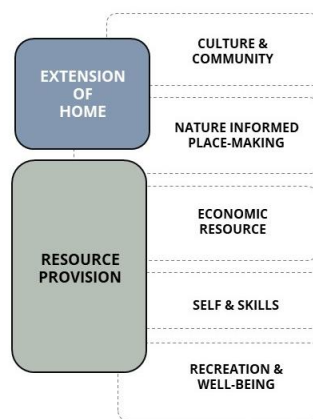 CULTURE &
COMMUNITY
EXTENSION
OF
HOME
NATURE INFORMED
PLACE-MAKING
ECONOMIC
RESOURCE
RESOURCE
PROVISION
SELF & SKILLS
RECREATION &
WELL-BEING